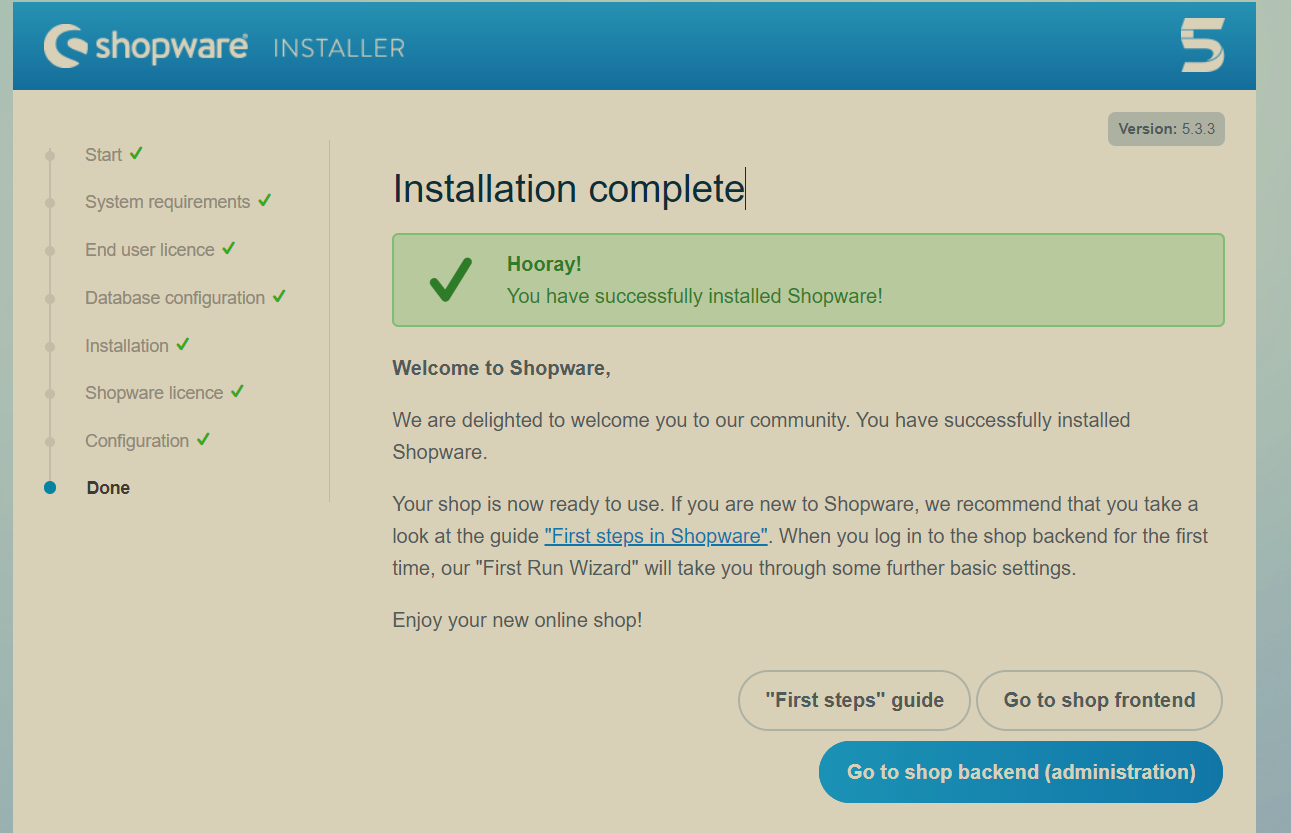 shopware INSTALLER 5
Version: 5.3.3
Start
System requirements
End user licence
Database configuration
Installation
Shopware licence
Configuration
Done
Installation complete
Hooray!
You have successfully installed Shopware!
Welcome to Shopware,
We are delighted to welcome you to our community. You have successfully installed
Shopware.
Your shop is now ready to use. If you are new to Shopware, we recommend that you take a
look at the guide "First steps in Shopware". When you log in to the shop backend for the first
time, our "First Run Wizard" will take you through some further basic settings.
Enjoy your new online shop!
"First steps" guide
Go to shop frontend
Go to shop backend (administration)